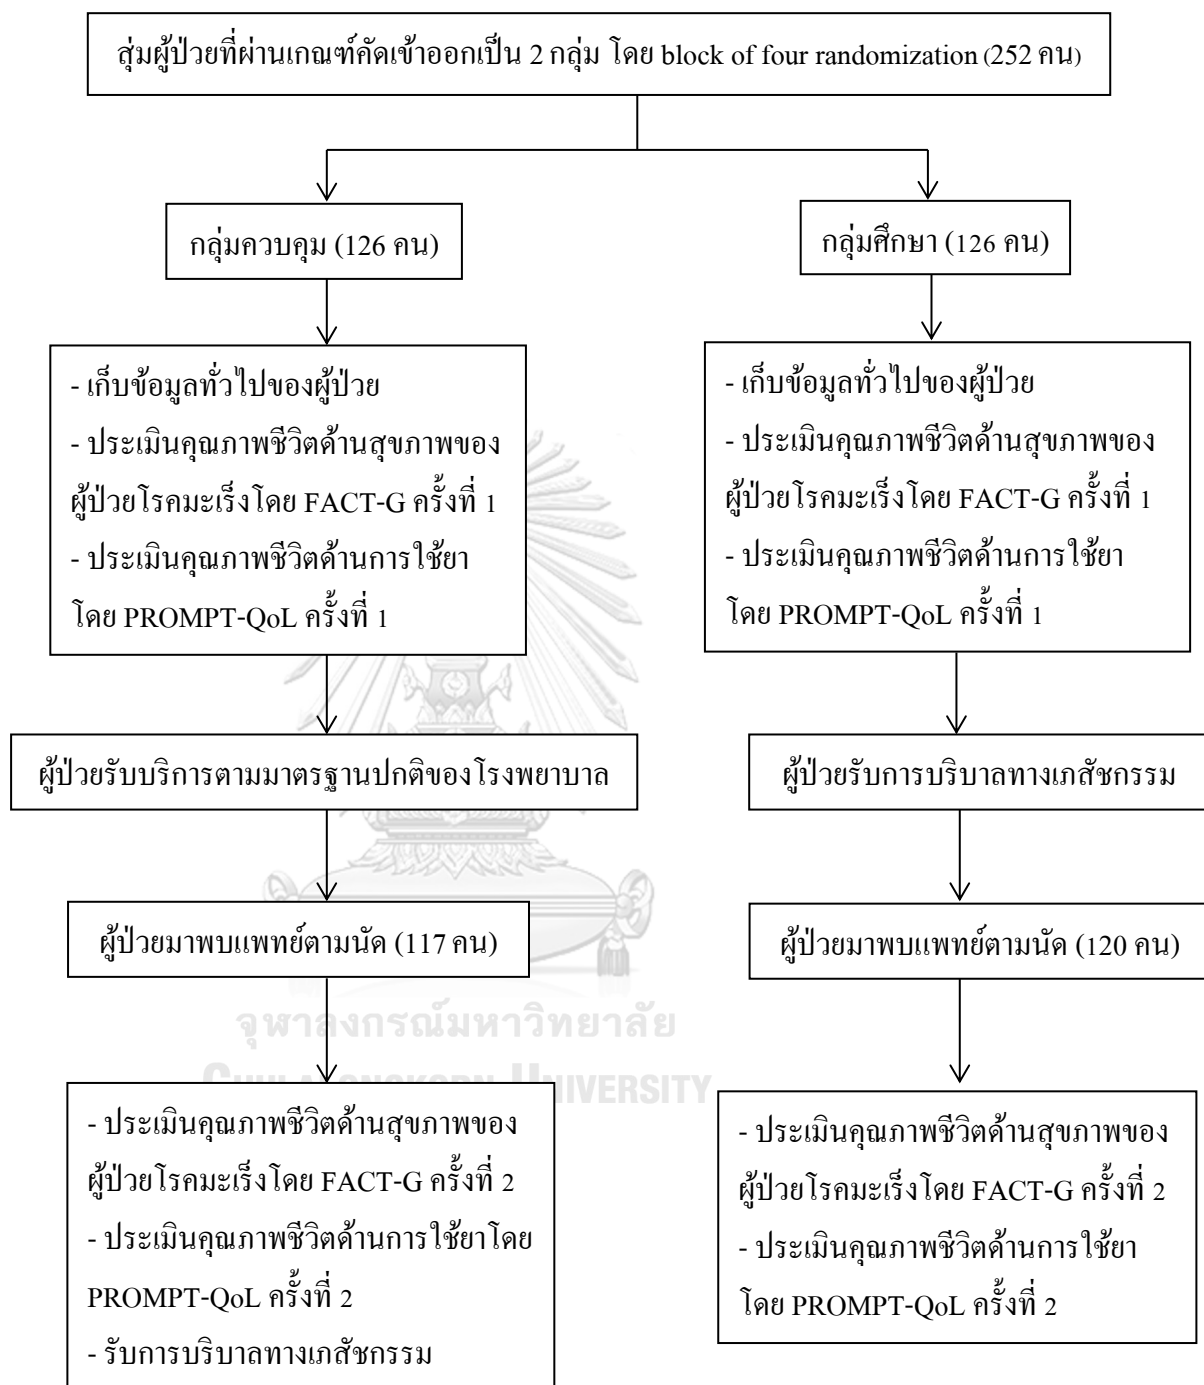 สุ่มผู้ป่วยที่ผ่านเกณฑ์คัดเข้าออกเป็น 2 กลุ่ม โดย block of four randomization (252 คน)
กลุ่มควบคุม (126 คน)
กลุ่มศึกษา (126 คน)
- เก็บข้อมูลทั่วไปของผู้ป่วย
- ประเมินคุณภาพชีวิตด้านสุขภาพของ
ผู้ป่วยโรคมะเร็งโดย FACT-G ครั้งที่ 1
- ประเมินคุณภาพชีวิตด้านการใช้ยา
โดย PROMPT-QoL ครั้งที่ 1
- เก็บข้อมูลทั่วไปของผู้ป่วย
- ประเมินคุณภาพชีวิตด้านสุขภาพของ
ผู้ป่วยโรคมะเร็งโดย FACT-G ครั้งที่ 1
- ประเมินคุณภาพชีวิตด้านการใช้ยา
โดย PROMPT-QoL ครั้งที่ 1
ผู้ป่วยรับบริการตามมาตรฐานปกติของโรงพยาบาล
ผู้ป่วยรับการบริบาลทางเภสัชกรรม
ผู้ป่วยมาพบแพทย์ตามนัด (117 คน)
ผู้ป่วยมาพบแพทย์ตามนัด (120 คน)
จุฬาลงกรณ์มหาวิทยาลัย
CHULALONGKORN UNIVERSITY
- ประเมินคุณภาพชีวิตด้านสุขภาพของ
ผู้ป่วยโรคมะเร็งโดย FACT-G ครั้งที่ 2
- ประเมินคุณภาพชีวิตด้านการใช้ยาโดย
PROMPT-QoL ครั้งที่ 2
- รับการบริบาลทางเภสัชกรรม
- ประเมินคุณภาพชีวิตด้านสุขภาพของ
ผู้ป่วยโรคมะเร็งโดย FACT-G ครั้งที่ 2
- ประเมินคุณภาพชีวิตด้านการใช้ยา
โดย PROMPT-QoL ครั้งที่ 2